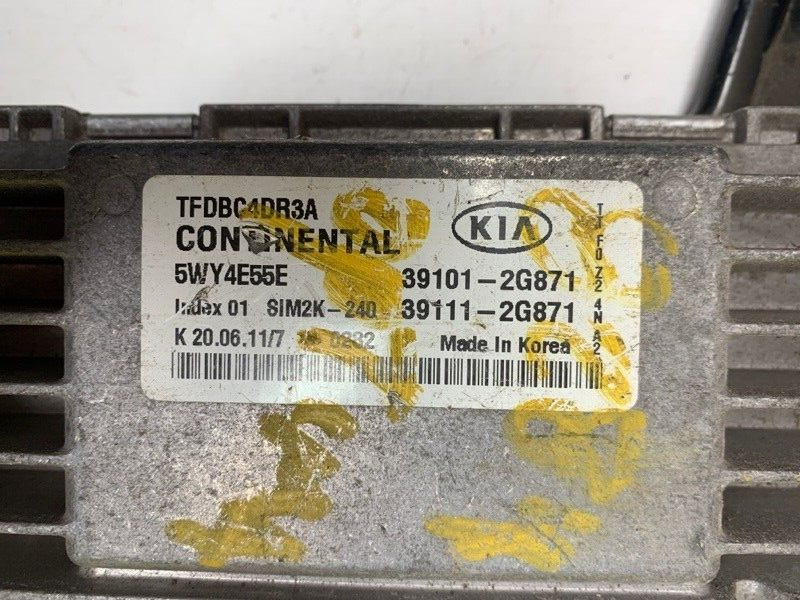 TFDBC4DR3A
CONTINENTAL
KIA
5WY4E55E 39101-2G871
Index 01 SIM2K-240 39111-2G871
K 20.06.11/7 0232 Made In Korea